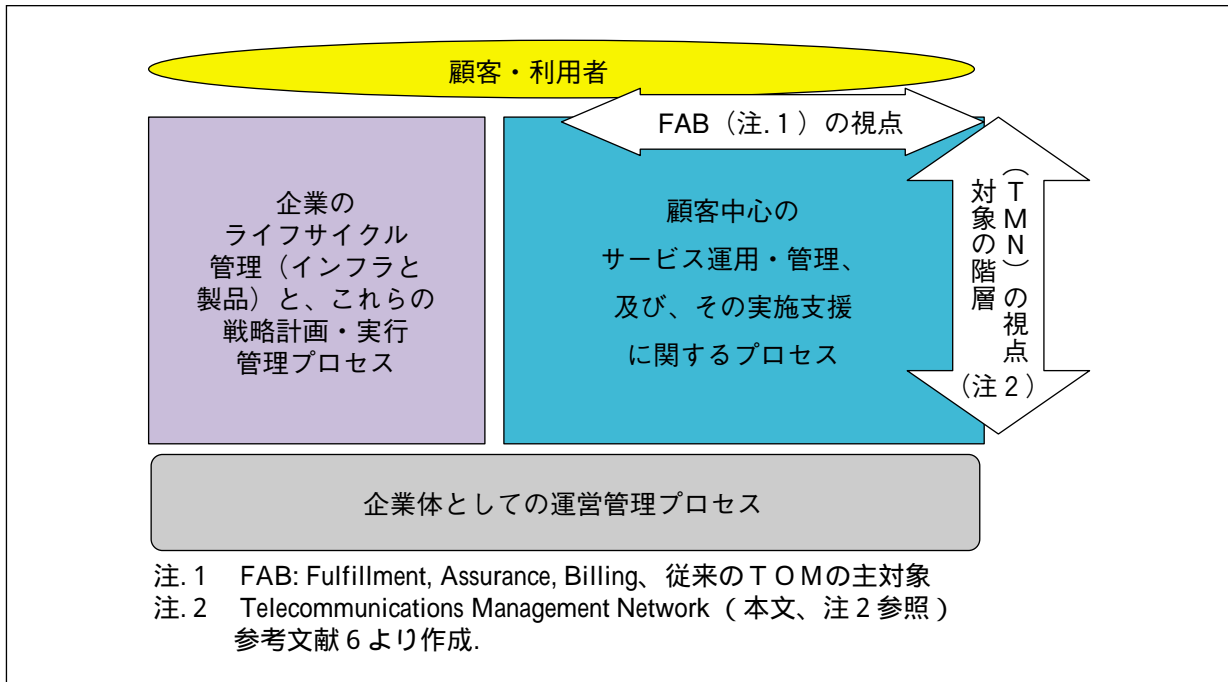 顧客・利用者
FAB（注.1）の視点
企業の
ライフサイクル
管理（インフラと
製品）と、これらの
戦略計画・実行
管理プロセス
顧客中心の
サービス運用・管理、
及び、その実施支援
に関するプロセス
（TMN）の視点
対象の階層
（注２）
企業体としての運営管理プロセス
注.1 FAB: Fulfillment, Assurance, Billing、従来のＴＯＭの主対象
注.2 Telecommunications Management Network（本文、注２参照）
参考文献６より作成.